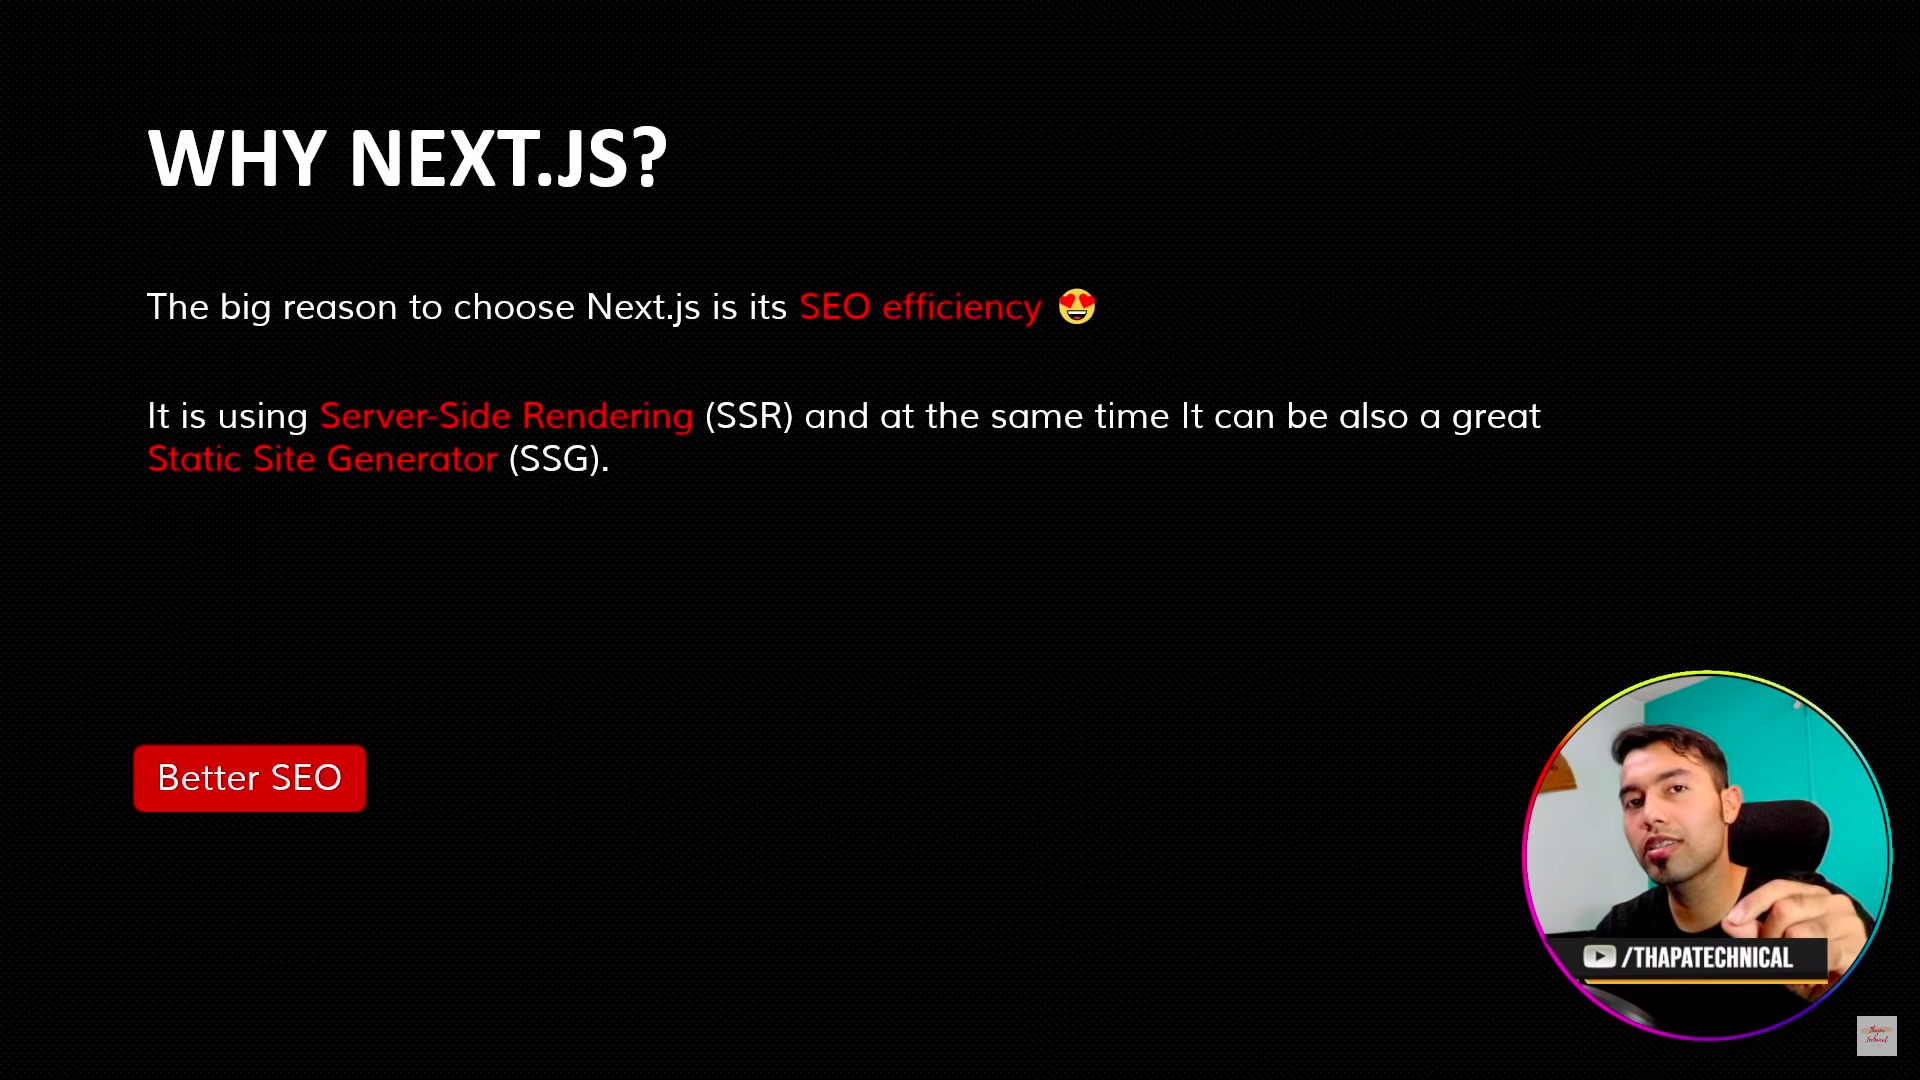 WHY NEXT.JS?
The big reason to choose Next.js is its SEO efficiency 😍
It is using Server-Side Rendering (SSR) and at the same time It can be also a great
Static Site Generator (SSG).
Better SEO
/THAPATECHNICAL
Thapa
Technical